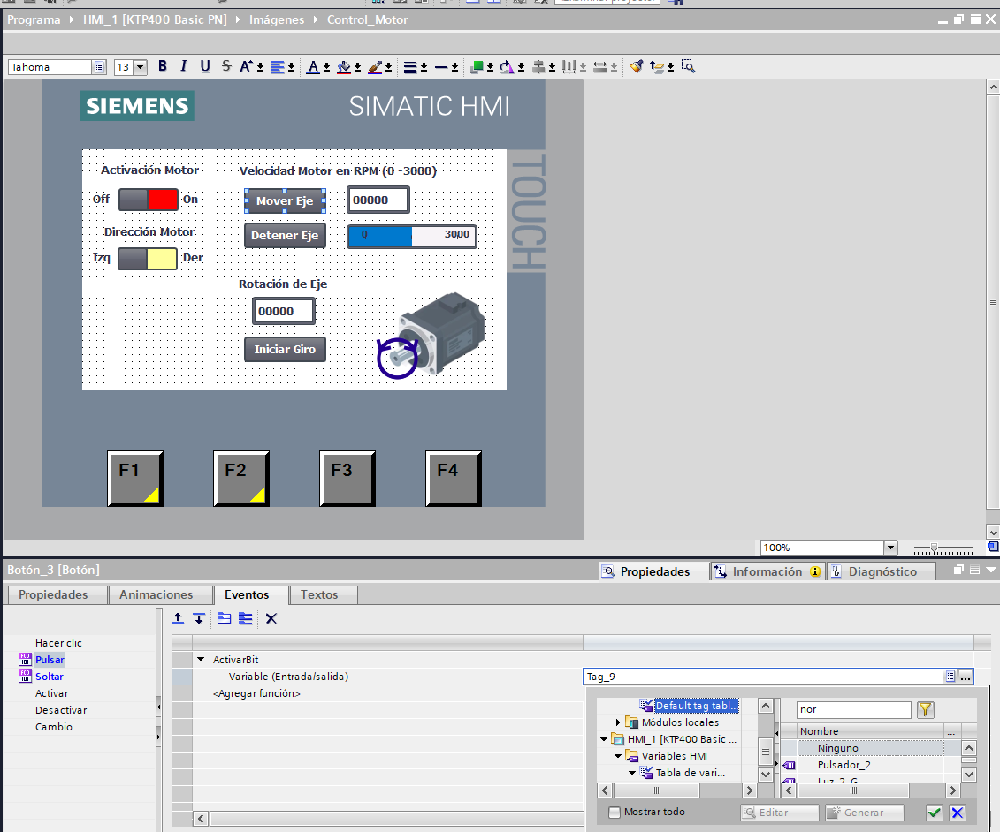 Programa ▸ HMI_1 [KTP400 Basic PN] ▸ Imágenes ▸ Control_Motor
Tahoma 13 B I U S A A
SIEMENS
SIMATIC HMI
TOUCH
Activación Motor
Off On
Dirección Motor
Izq Der
Velocidad Motor en RPM (0 -3000)
Mover Eje 00000
Detener Eje 0 3000
Rotación de Eje
00000
Iniciar Giro
F1 F2 F3 F4
100%
Botón_3 [Botón]
Propiedades Información Diagnóstico
Propiedades Animaciones Eventos Textos
Hacer clic
Pulsar
Soltar
Activar
Desactivar
Cambio
ActivarBit
Variable (Entrada/salida) Tag_9 ...
<Agregar función>
Default tag tabl...
Módulos locales
HMI_1 [KTP400 Basic ...
Variables HMI
Tabla de vari...
nor
Nombre ...
Ninguno
Pulsador_2 ...
Luz_2_G
Mostrar todo Editar Generar